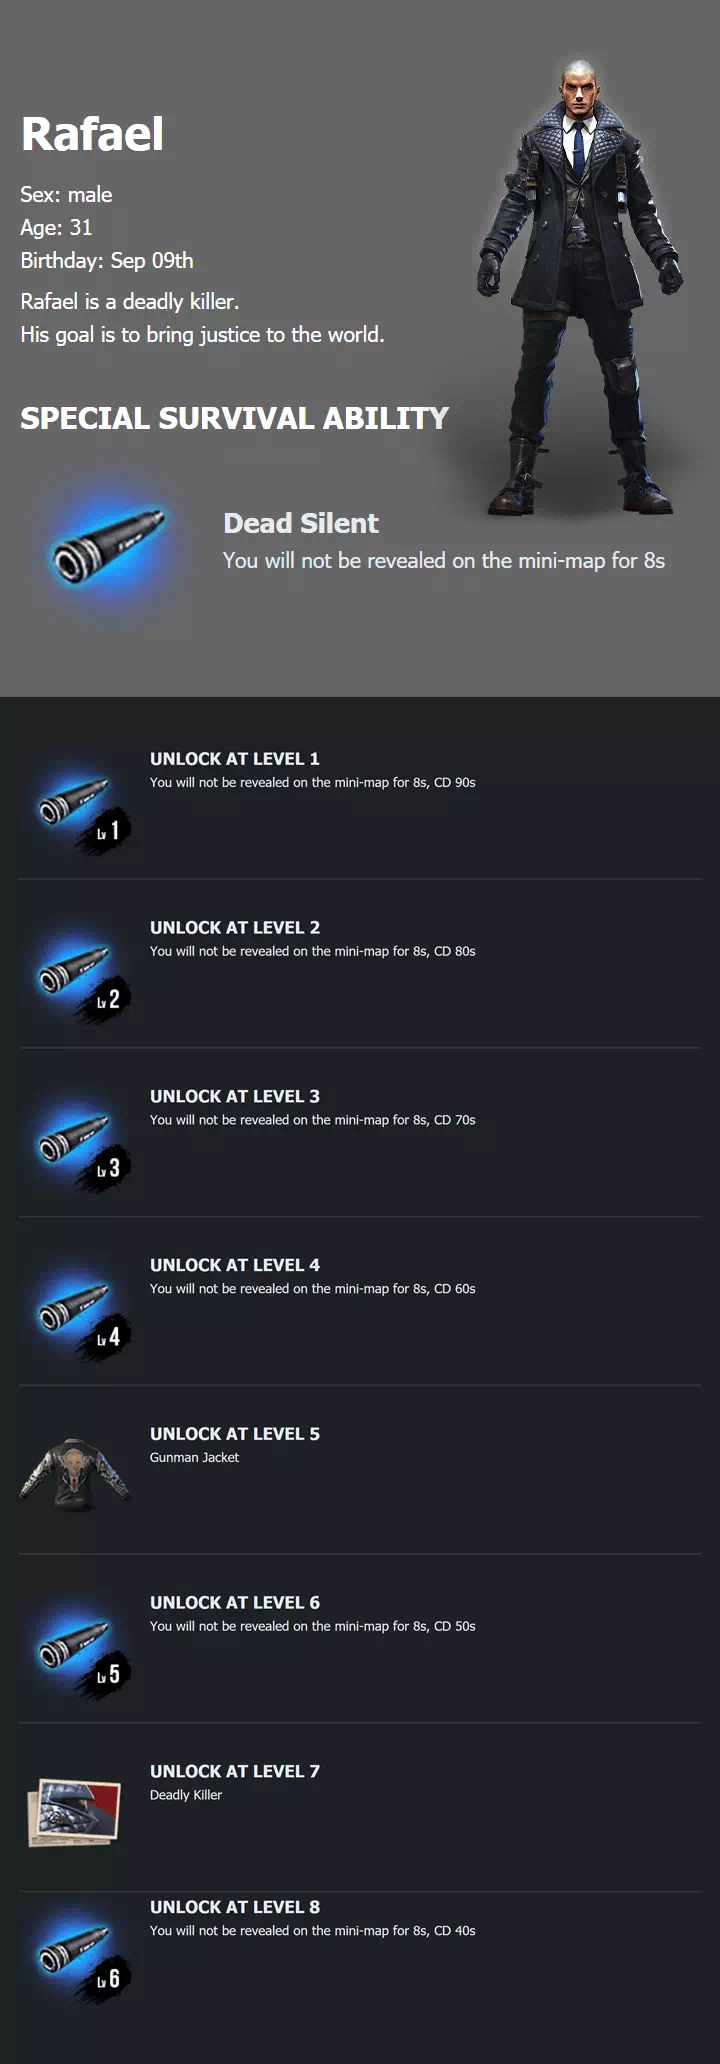 Rafael
Sex: male
Age: 31
Birthday: Sep 09th
Rafael is a deadly killer.
His goal is to bring justice to the world.
SPECIAL SURVIVAL ABILITY
Dead Silent
You will not be revealed on the mini-map for 8s
UNLOCK AT LEVEL 1
You will not be revealed on the mini-map for 8s, CD 90s
Lv 1
UNLOCK AT LEVEL 2
You will not be revealed on the mini-map for 8s, CD 80s
Lv 2
UNLOCK AT LEVEL 3
You will not be revealed on the mini-map for 8s, CD 70s
Lv 3
UNLOCK AT LEVEL 4
You will not be revealed on the mini-map for 8s, CD 60s
Lv 4
UNLOCK AT LEVEL 5
Gunman Jacket
UNLOCK AT LEVEL 6
You will not be revealed on the mini-map for 8s, CD 50s
Lv 5
UNLOCK AT LEVEL 7
Deadly Killer
UNLOCK AT LEVEL 8
You will not be revealed on the mini-map for 8s, CD 40s
Lv 6